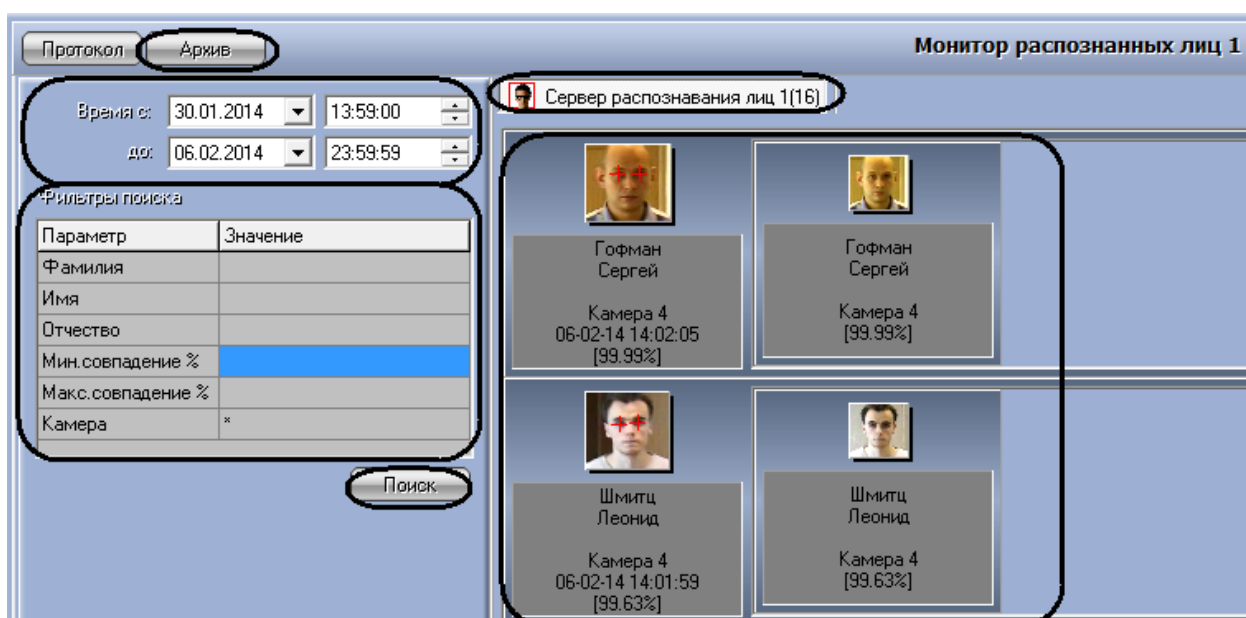 Протокол Архив Монитор распознанных лиц 1
Время с: 30.01.2014 13:59:00
до: 06.02.2014 23:59:59
Фильтры поиска
Параметр Значение
Фамилия
Имя
Отчество
Мин.совпадение %
Макс.совпадение %
Камера *
Поиск
Сервер распознавания лиц 1(16)
Гофман
Сергей
Камера 4
06-02-14 14:02:05
[99.99%]
Гофман
Сергей
Камера 4
[99.99%]
Шмитц
Леонид
Камера 4
06-02-14 14:01:59
[99.63%]
Шмитц
Леонид
Камера 4
[99.63%]